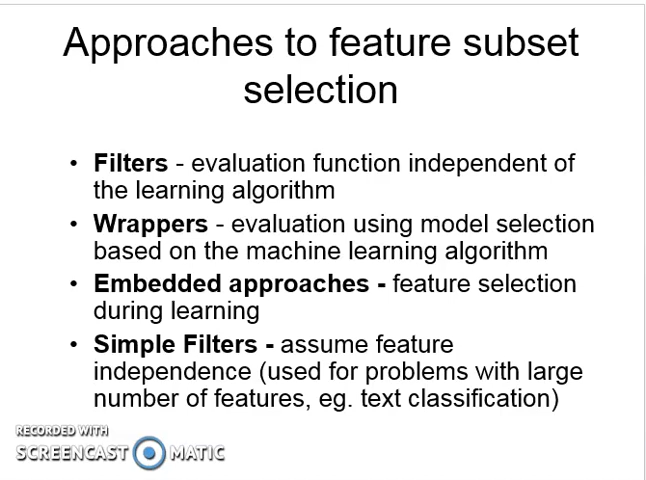 Approaches to feature subset
selection
• Filters - evaluation function independent of
the learning algorithm
• Wrappers - evaluation using model selection
based on the machine learning algorithm
• Embedded approaches - feature selection
during learning
• Simple Filters - assume feature
independence (used for problems with large
number of features, eg. text classification)
RECORDED WITH
SCREENCAST MATIC